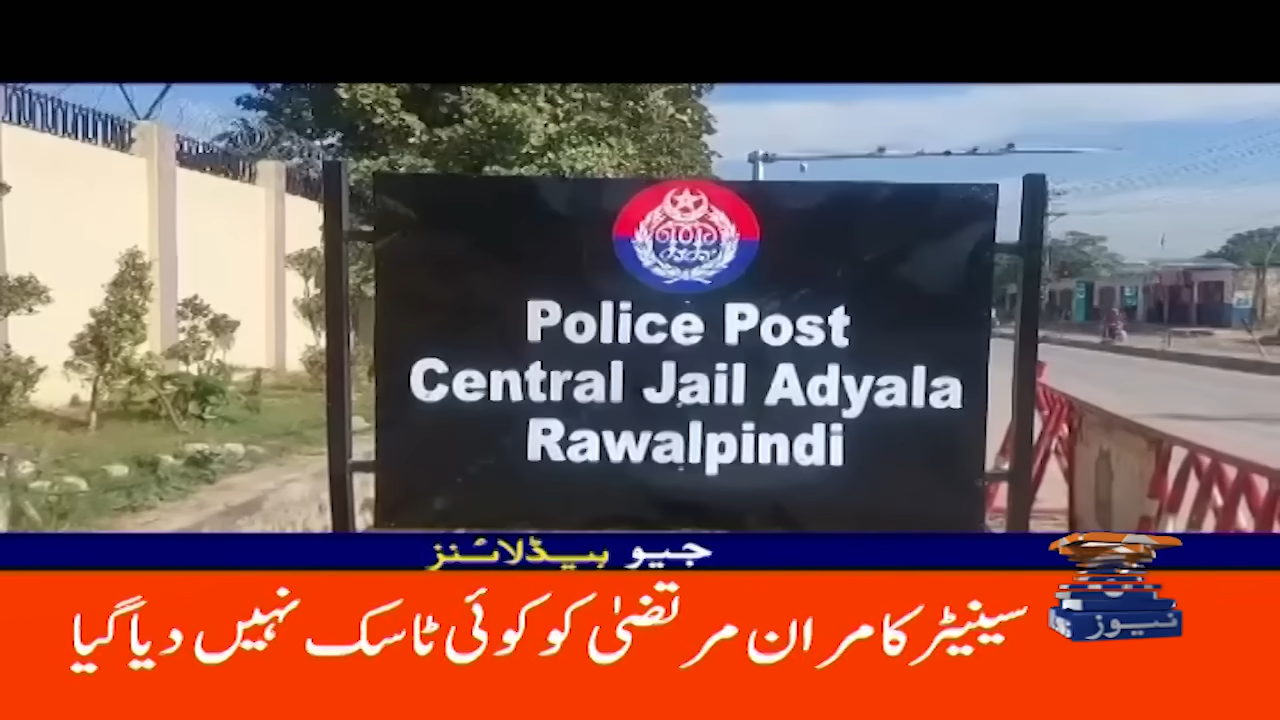 Police Post
Central Jail Adyala
Rawalpindi
جیو ہیڈلائنز
سینیٹر کامران مرتضیٰ کو کوئی ٹاسک نہیں دیا گیا
نیوز